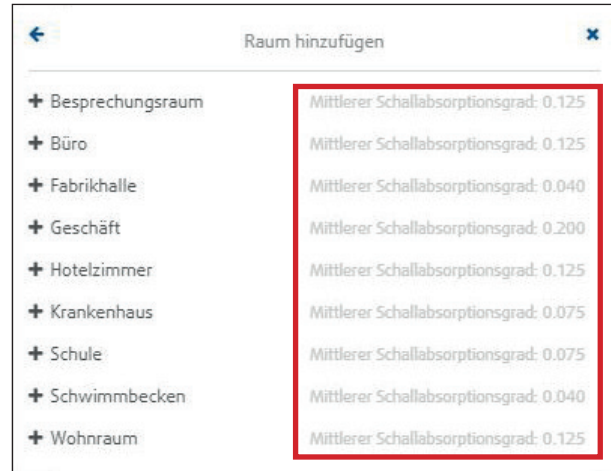 Raum hinzufügen
Besprechungsraum Mittlerer Schallabsorptionsgrad: 0.125
Büro Mittlerer Schallabsorptionsgrad: 0.125
Fabrikhalle Mittlerer Schallabsorptionsgrad: 0.040
Geschäft Mittlerer Schallabsorptionsgrad: 0.200
Hotelzimmer Mittlerer Schallabsorptionsgrad: 0.125
Krankenhaus Mittlerer Schallabsorptionsgrad: 0.075
Schule Mittlerer Schallabsorptionsgrad: 0.075
Schwimmbecken Mittlerer Schallabsorptionsgrad: 0.040
Wohnraum Mittlerer Schallabsorptionsgrad: 0.125